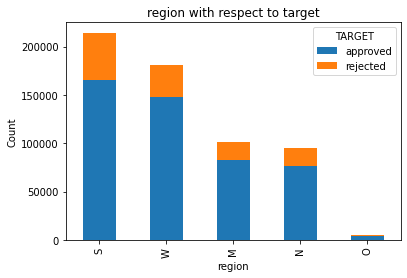 region with respect to target
TARGET
approved
rejected
200000
150000
100000
50000
0
Count
S
W
M
N
O
region